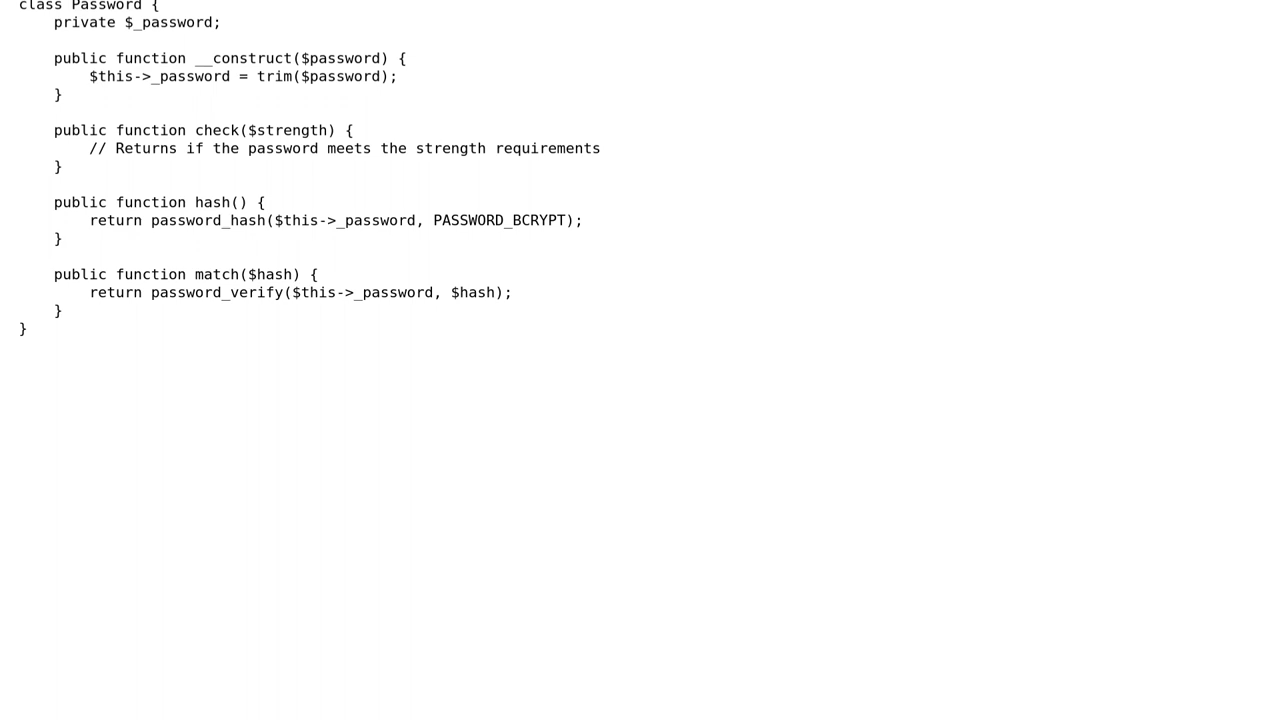 class Password {
    private $_password;

    public function __construct($password) {
        $this->_password = trim($password);
    }

    public function check($strength) {
        // Returns if the password meets the strength requirements
    }

    public function hash() {
        return password_hash($this->_password, PASSWORD_BCRYPT);
    }

    public function match($hash) {
        return password_verify($this->_password, $hash);
    }
}